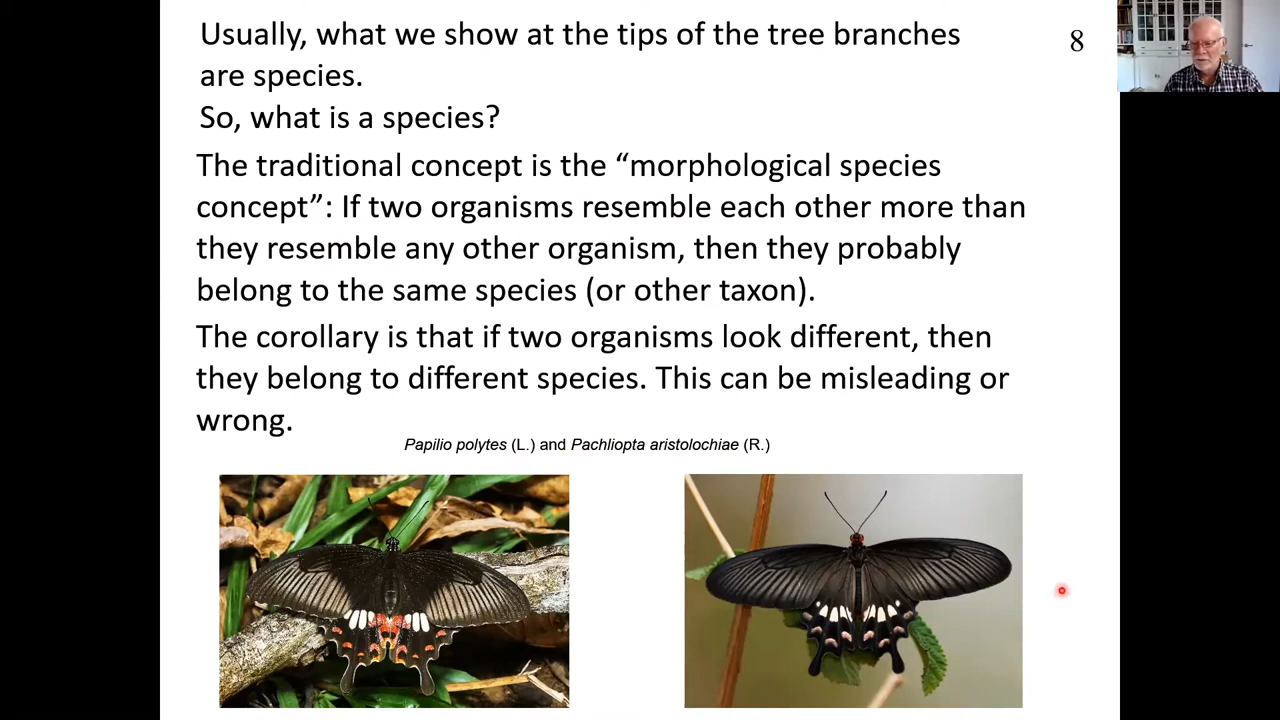 Usually, what we show at the tips of the tree branches
are species.
8
So, what is a species?
The traditional concept is the “morphological species
concept”: If two organisms resemble each other more than
they resemble any other organism, then they probably
belong to the same species (or other taxon).
The corollary is that if two organisms look different, then
they belong to different species. This can be misleading or
wrong.
Papilio polytes (L.) and Pachliopta aristolochiae (R.)